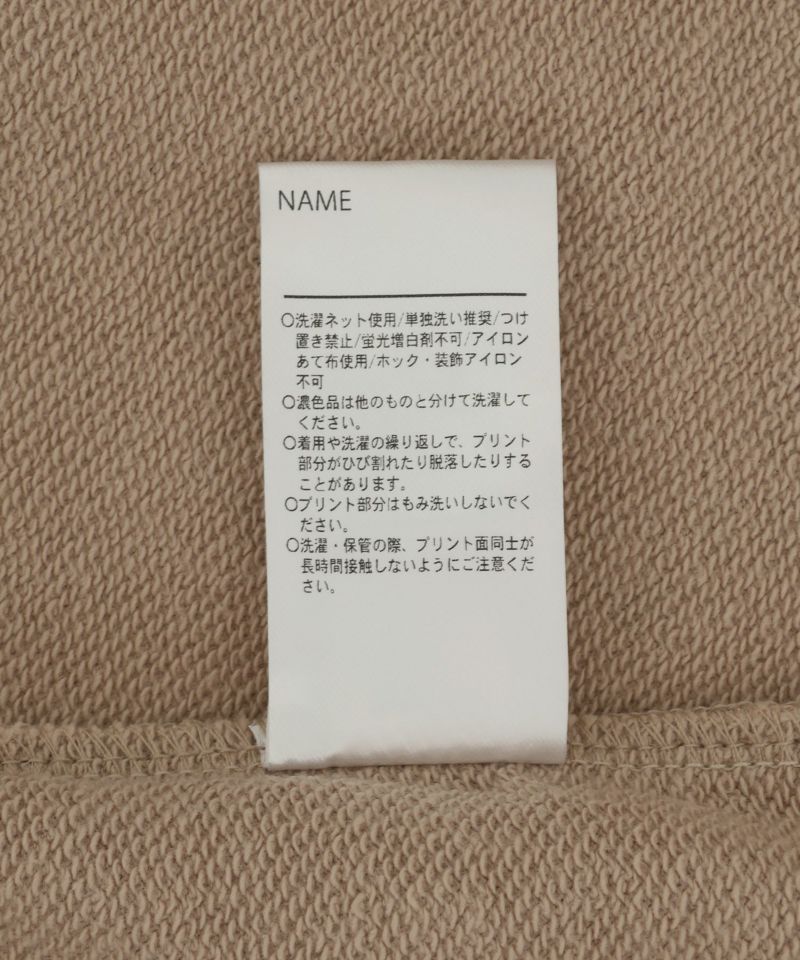 NAME
○洗濯ネット使用/単独洗い推奨/つけ
置き禁止/蛍光増白剤不可/アイロン
あて布使用/ホック・装飾アイロン
不可
○濃色品は他のものと分けて洗濯して
ください。
○着用や洗濯の繰り返しで、プリント
部分がひび割れたり脱落したりする
ことがあります。
○プリント部分はもみ洗いしないでく
ださい。
○洗濯・保管の際、プリント面同士が
長時間接触しないようにご注意くだ
さい。